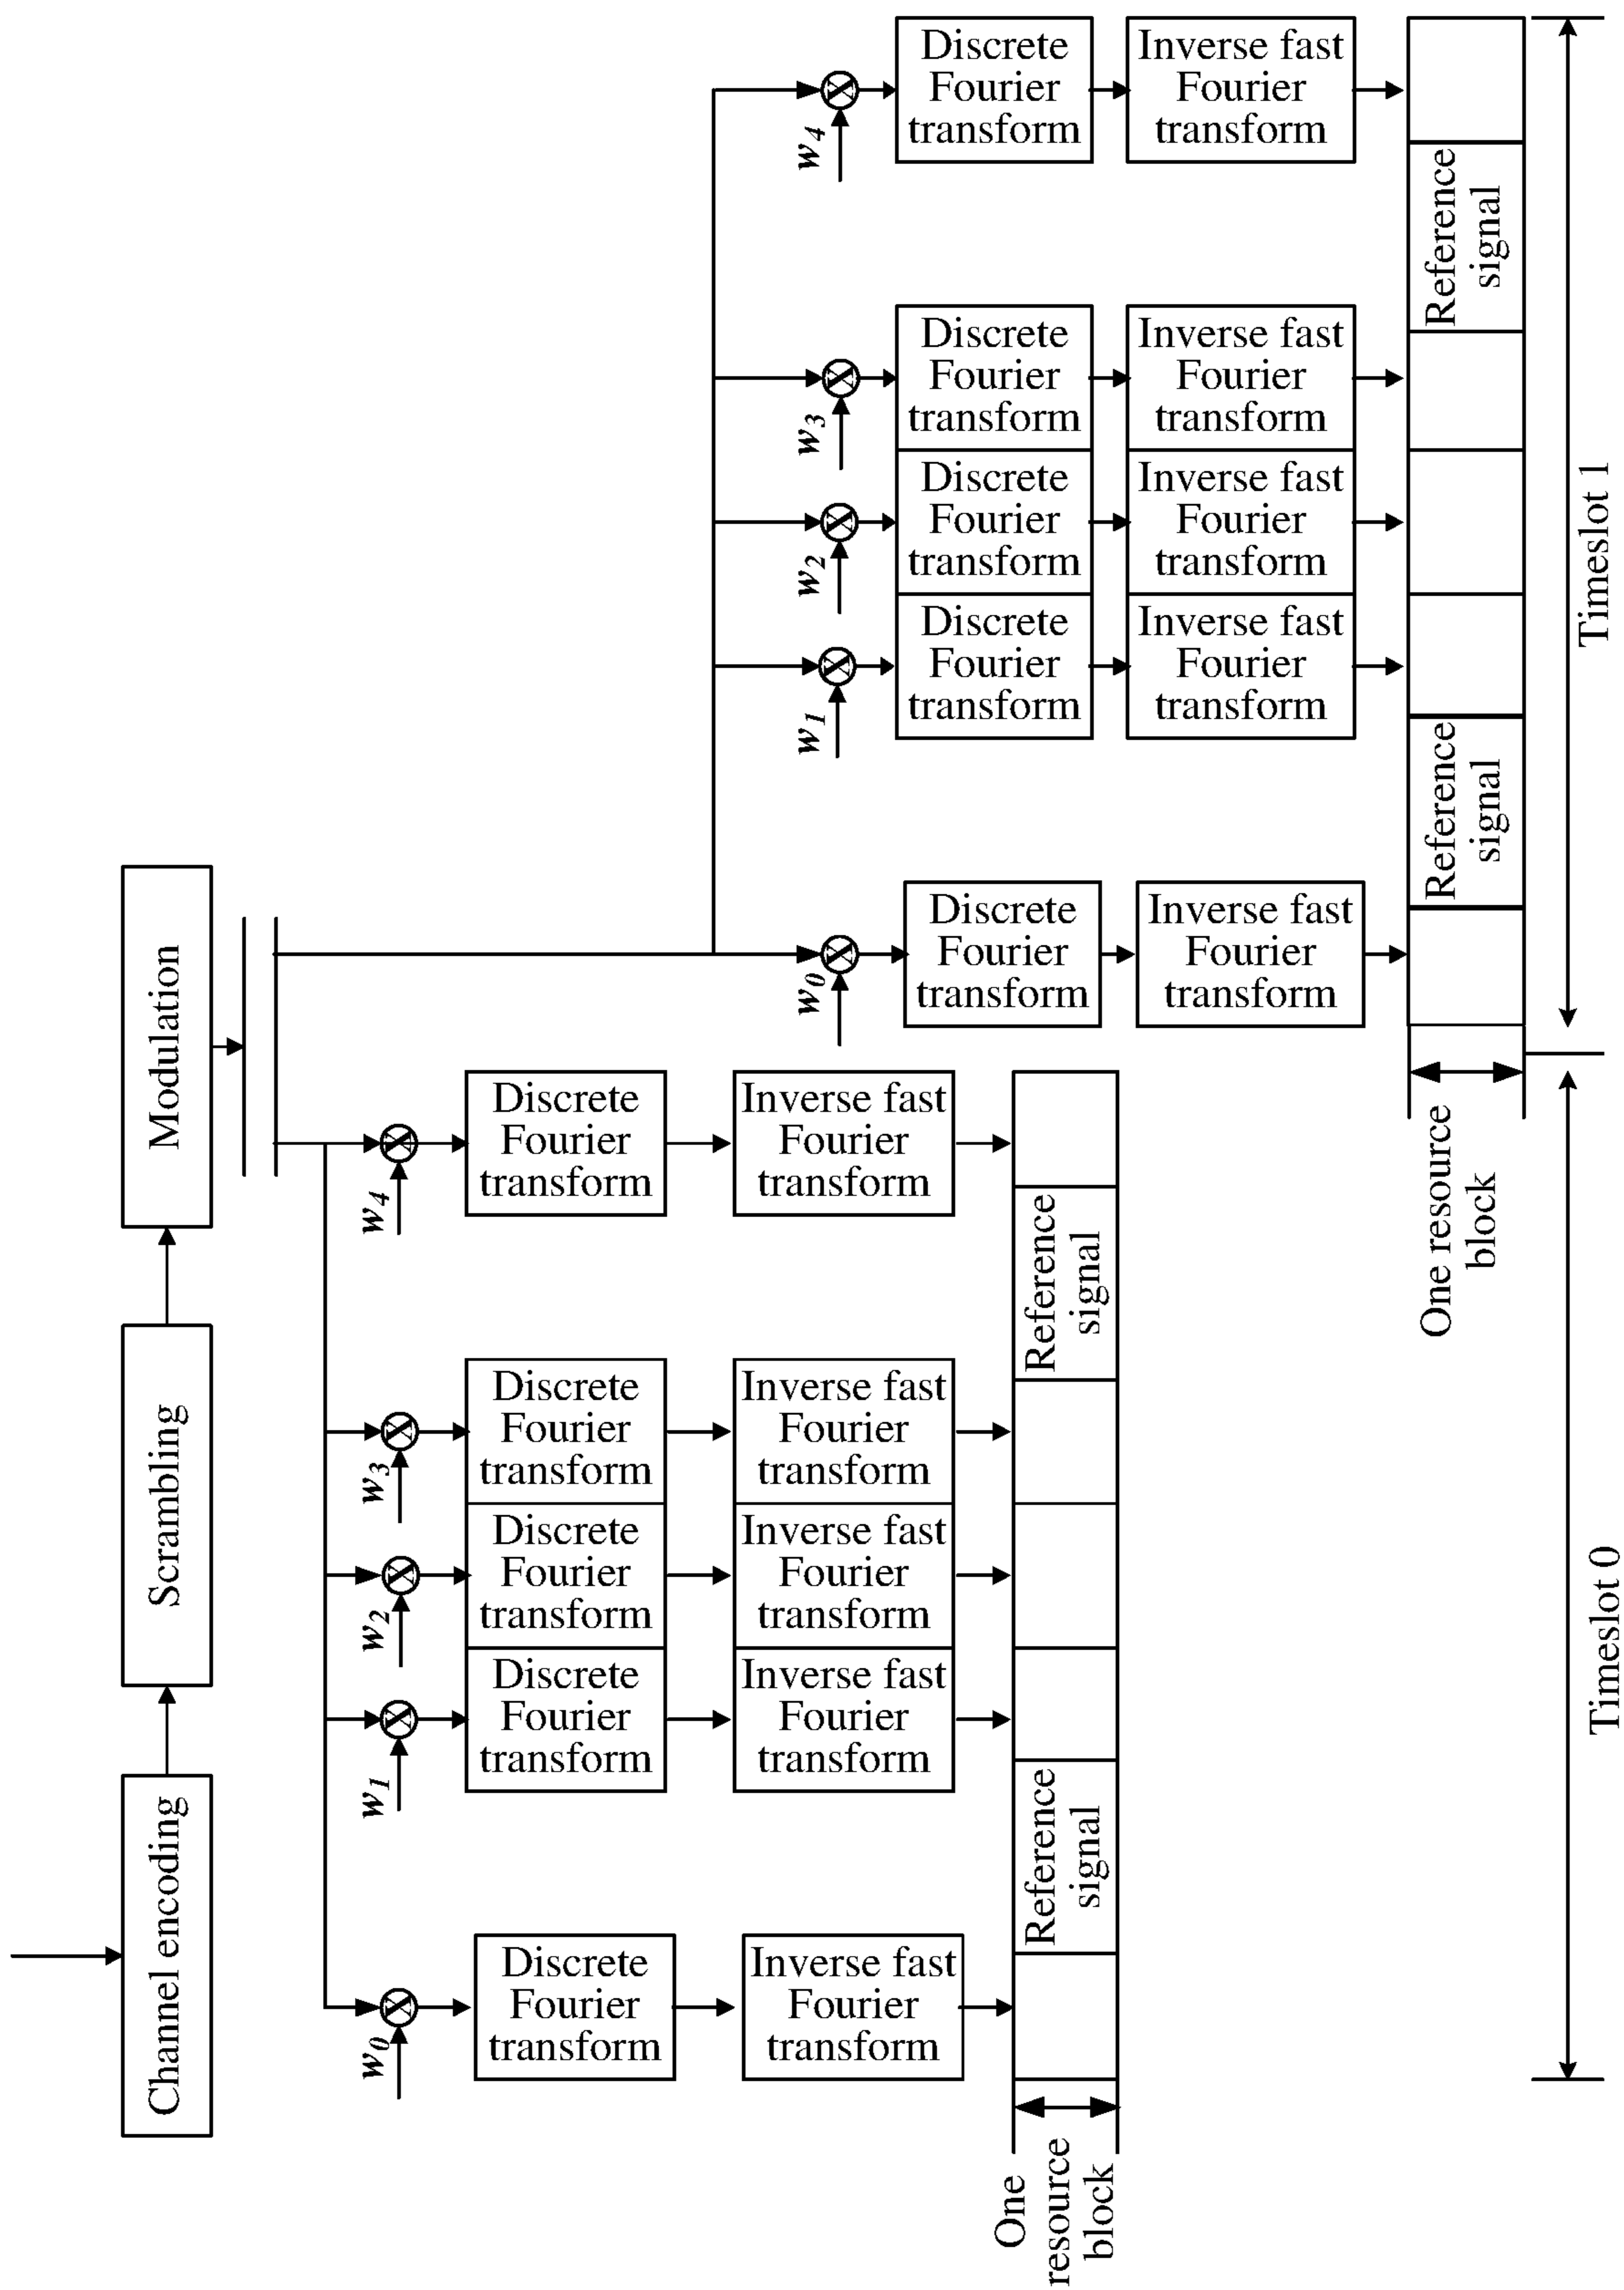 Channel encoding
Scrambling
Modulation
w4
Discrete
Fourier
transform
Inverse fast
Fourier
transform
Reference
signal
w3
Discrete
Fourier
transform
Inverse fast
Fourier
transform
w2
Discrete
Fourier
transform
Inverse fast
Fourier
transform
w1
Discrete
Fourier
transform
Inverse fast
Fourier
transform
Reference
signal
w0
Discrete
Fourier
transform
Inverse fast
Fourier
transform
Timeslot 1
One resource
block
w4
Discrete
Fourier
transform
Inverse fast
Fourier
transform
Reference
signal
w3
Discrete
Fourier
transform
Inverse fast
Fourier
transform
w2
Discrete
Fourier
transform
Inverse fast
Fourier
transform
w1
Discrete
Fourier
transform
Inverse fast
Fourier
transform
Reference
signal
w0
Discrete
Fourier
transform
Inverse fast
Fourier
transform
Timeslot 0
One
resource
block